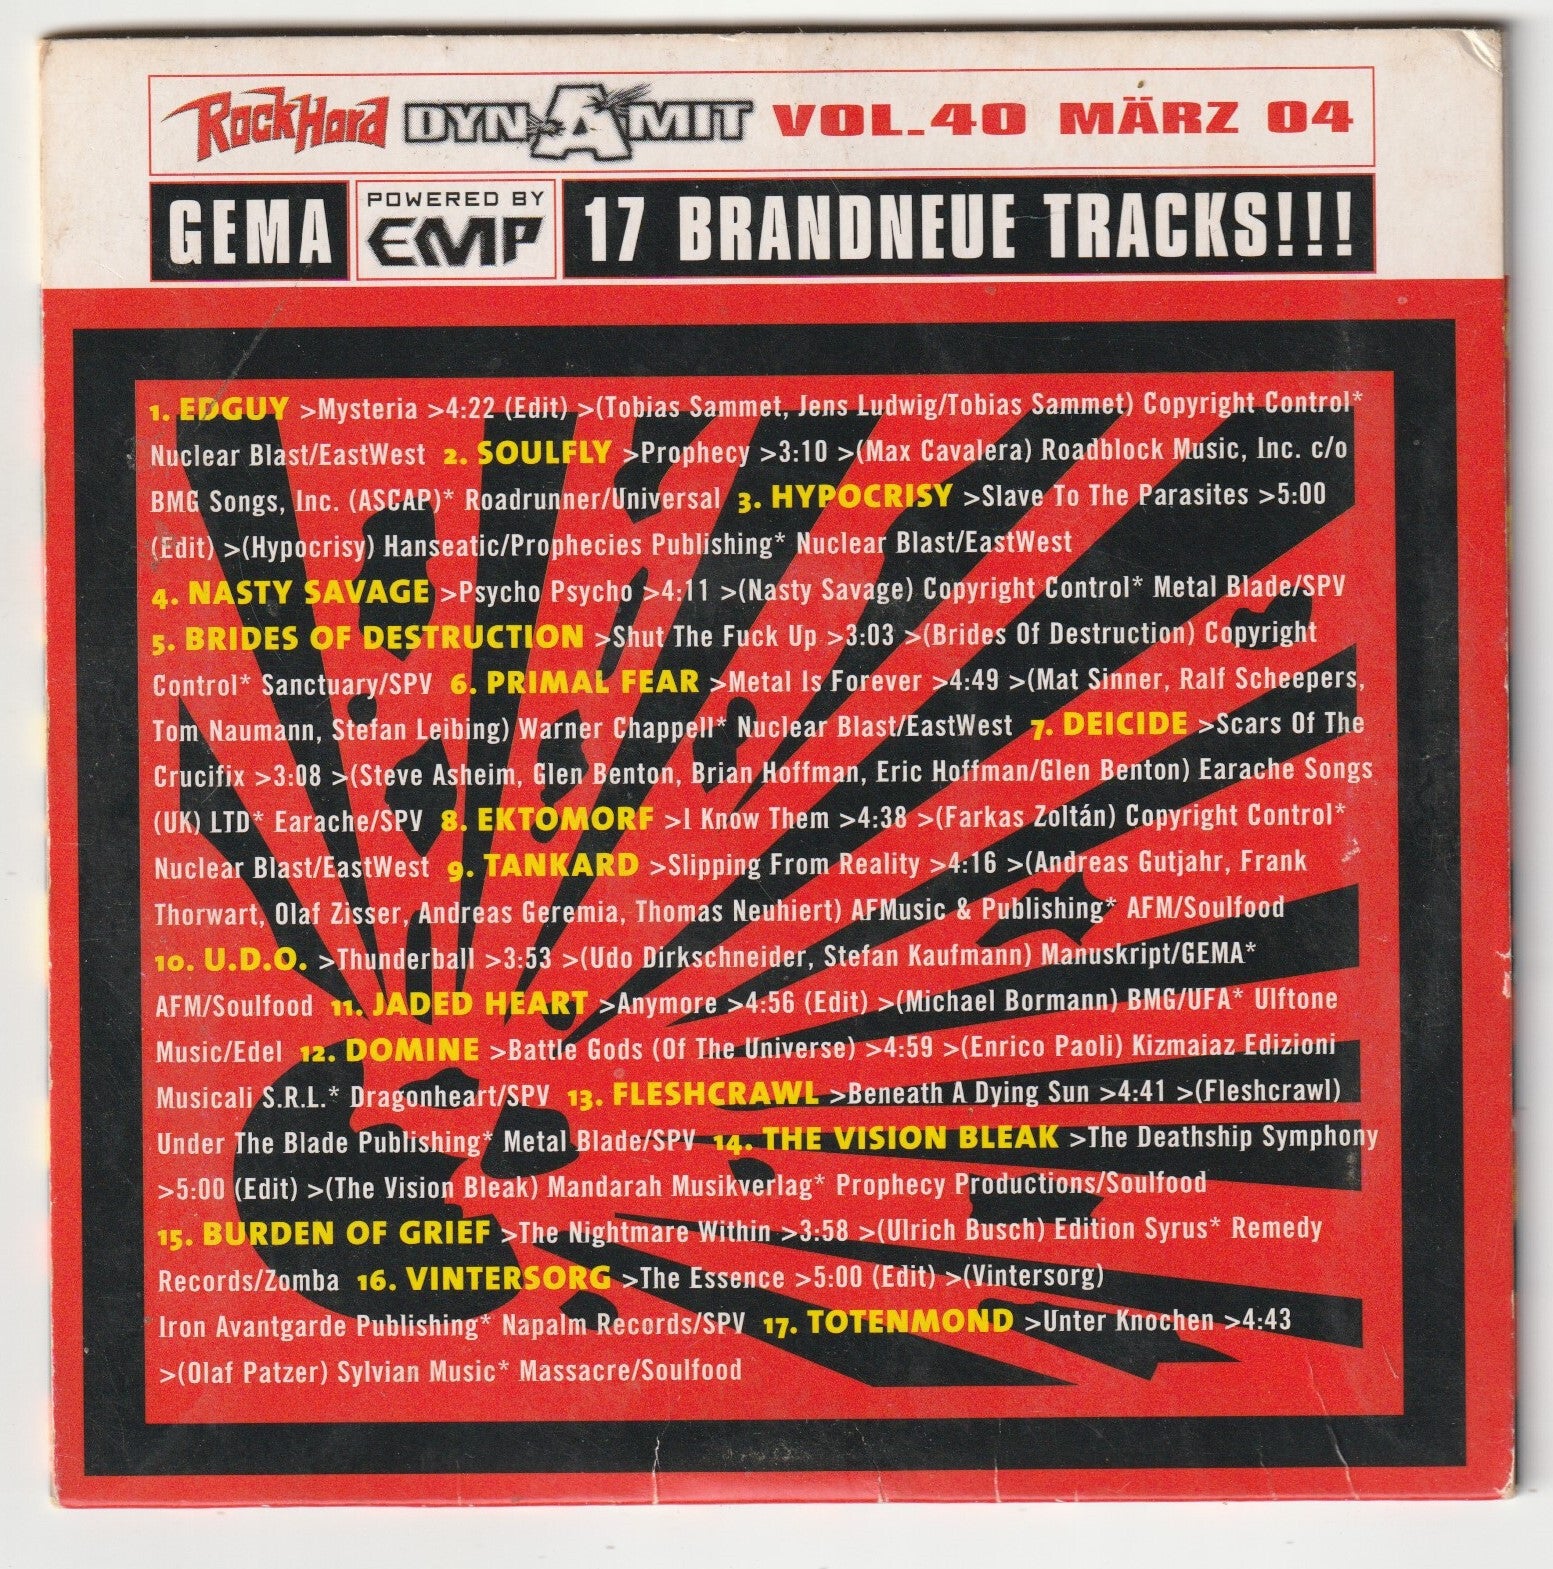 RockHard DYNAMIT VOL.40 MÄRZ 04
GEMA POWERED BY EMP 17 BRANDNEUE TRACKS!!!
1. EDGUY >Mysteria >4:22 (Edit) >(Tobias Sammet, Jens Ludwig/Tobias Sammet) Copyright Control*
Nuclear Blast/EastWest 2. SOULFLY >Prophecy >3:10 >(Max Cavalera) Roadblock Music, Inc. c/o
BMG Songs, Inc. (ASCAP)* Roadrunner/Universal 3. HYPOCRISY >Slave To The Parasites >5:00
(Edit) >(Hypocrisy) Hanseatic/Prophecies Publishing* Nuclear Blast/EastWest
4. NASTY SAVAGE >Psycho Psycho >4:11 >(Nasty Savage) Copyright Control* Metal Blade/SPV
5. BRIDES OF DESTRUCTION >Shut The Fuck Up >3:03 >(Brides Of Destruction) Copyright
Control* Sanctuary/SPV 6. PRIMAL FEAR >Metal Is Forever >4:49 >(Mat Sinner, Ralf Scheepers,
Tom Naumann, Stefan Leibing) Warner Chappell* Nuclear Blast/EastWest 7. DEICIDE >Scars Of The
Crucifix >3:08 >(Steve Asheim, Glen Benton, Brian Hoffman, Eric Hoffman/Glen Benton) Earache Songs
(UK) LTD* Earache/SPV 8. EKTOMORF >I Know Them >4:38 >(Farkas Zoltán) Copyright Control*
Nuclear Blast/EastWest 9. TANKARD >Slipping From Reality >4:16 >(Andreas Gutjahr, Frank
Thorwart, Olaf Zisser, Andreas Geremia, Thomas Neuhiert) AFMusic & Publishing* AFM/Soulfood
10. U.D.O. >Thunderball >3:53 >(Udo Dirkschneider, Stefan Kaufmann) Manuskript/GEMA*
AFM/Soulfood 11. JADED HEART >Anymore >4:56 (Edit) >(Michael Bormann) BMG/UFA* Ulftone
Music/Edel 12. DOMINE >Battle Gods (Of The Universe) >4:59 >(Enrico Paoli) Kizmaiaz Edizioni
Musicali S.R.L.* Dragonheart/SPV 13. FLESHCRAWL >Beneath A Dying Sun >4:41 >(Fleshcrawl)
Under The Blade Publishing* Metal Blade/SPV 14. THE VISION BLEAK >The Deathship Symphony
>5:00 (Edit) >(The Vision Bleak) Mandarah Musikverlag* Prophecy Productions/Soulfood
15. BURDEN OF GRIEF >The Nightmare Within >3:58 >(Ulrich Busch) Edition Syrus* Remedy
Records/Zomba 16. VINTERSORG >The Essence >5:00 (Edit) >(Vintersorg)
Iron Avantgarde Publishing* Napalm Records/SPV 17. TOTENMOND >Unter Knochen >4:43
>(Olaf Patzer) Sylvian Music* Massacre/Soulfood